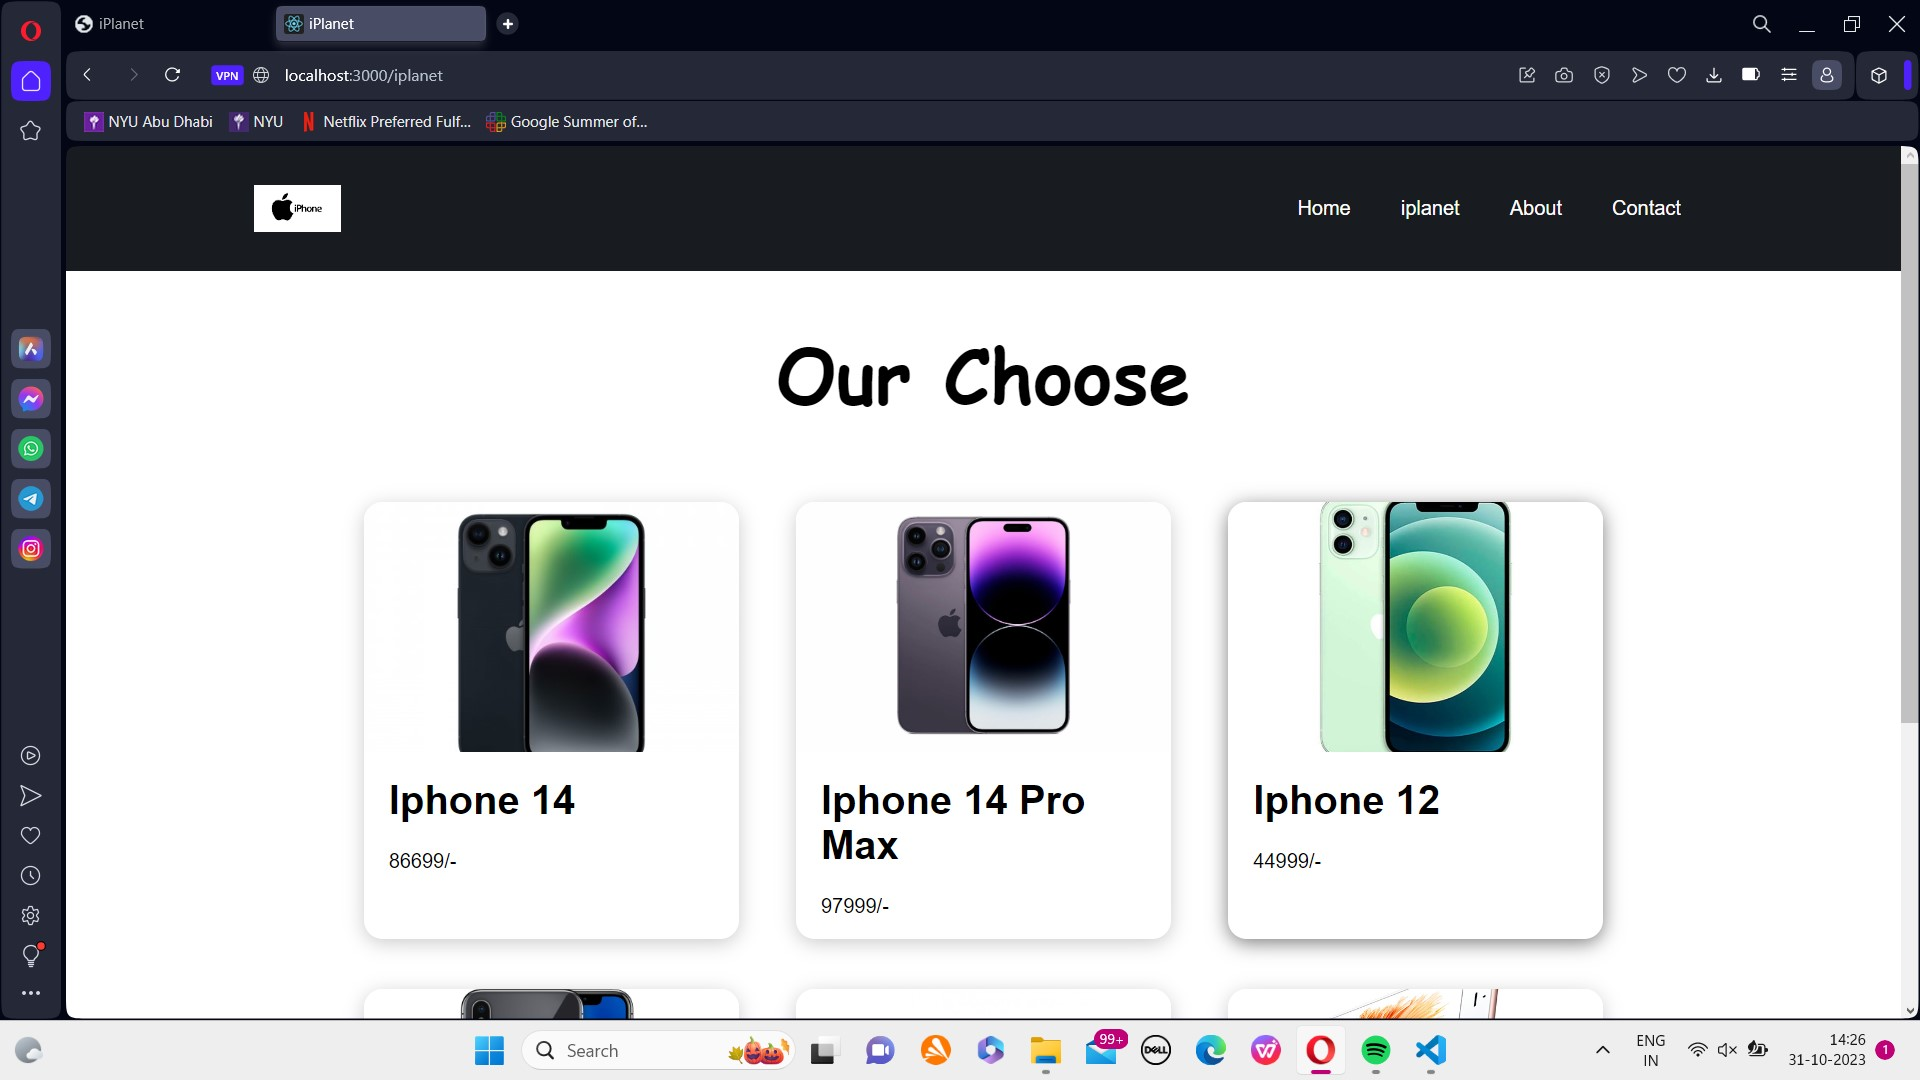 iPlanet
iPlanet
VPN
localhost:3000/iplanet
NYU Abu Dhabi
NYU
Netflix Preferred Fulf...
Google Summer of...
iPhone
Home
iplanet
About
Contact
Our Choose
Iphone 14
86699/-
Iphone 14 Pro
Max
97999/-
Iphone 12
44999/-
Search
99+
DELL
ENG
IN
14:26
31-10-2023
1